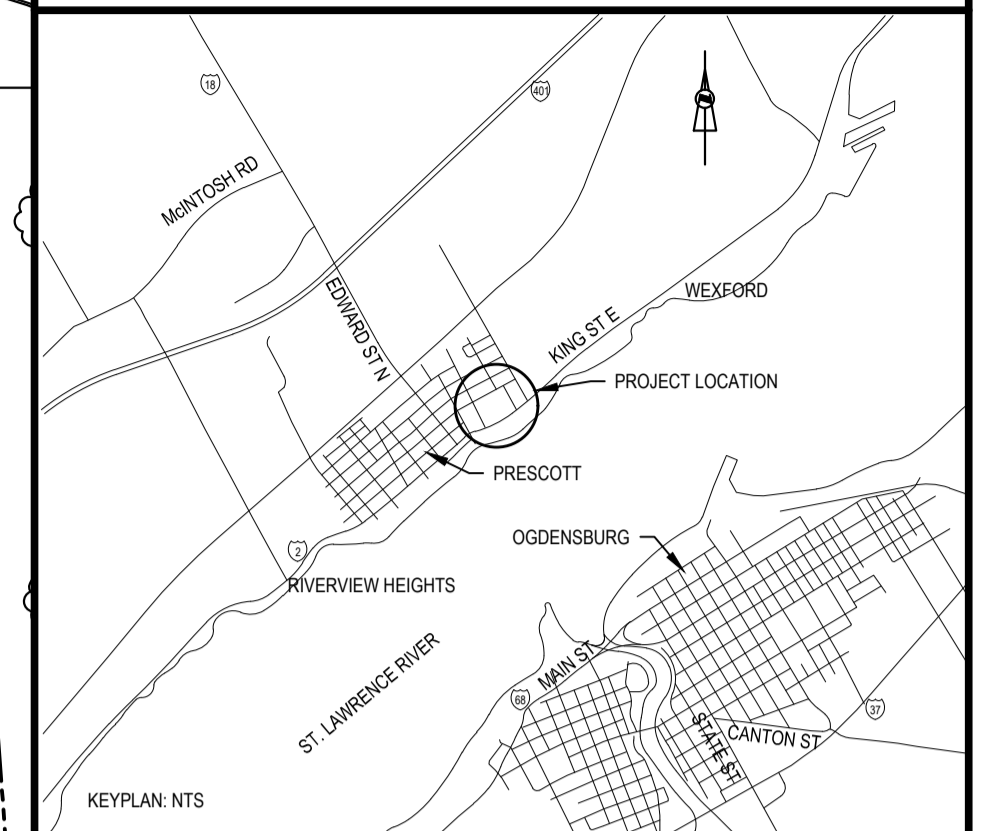 18
401
McINTOSH RD
EDWARD ST N
WEXFORD
KING ST E
PROJECT LOCATION
PRESCOTT
OGDENSBURG
2
RIVERVIEW HEIGHTS
ST. LAWRENCE RIVER
MAIN ST
68
37
STATE ST
CANTON ST
KEYPLAN: NTS